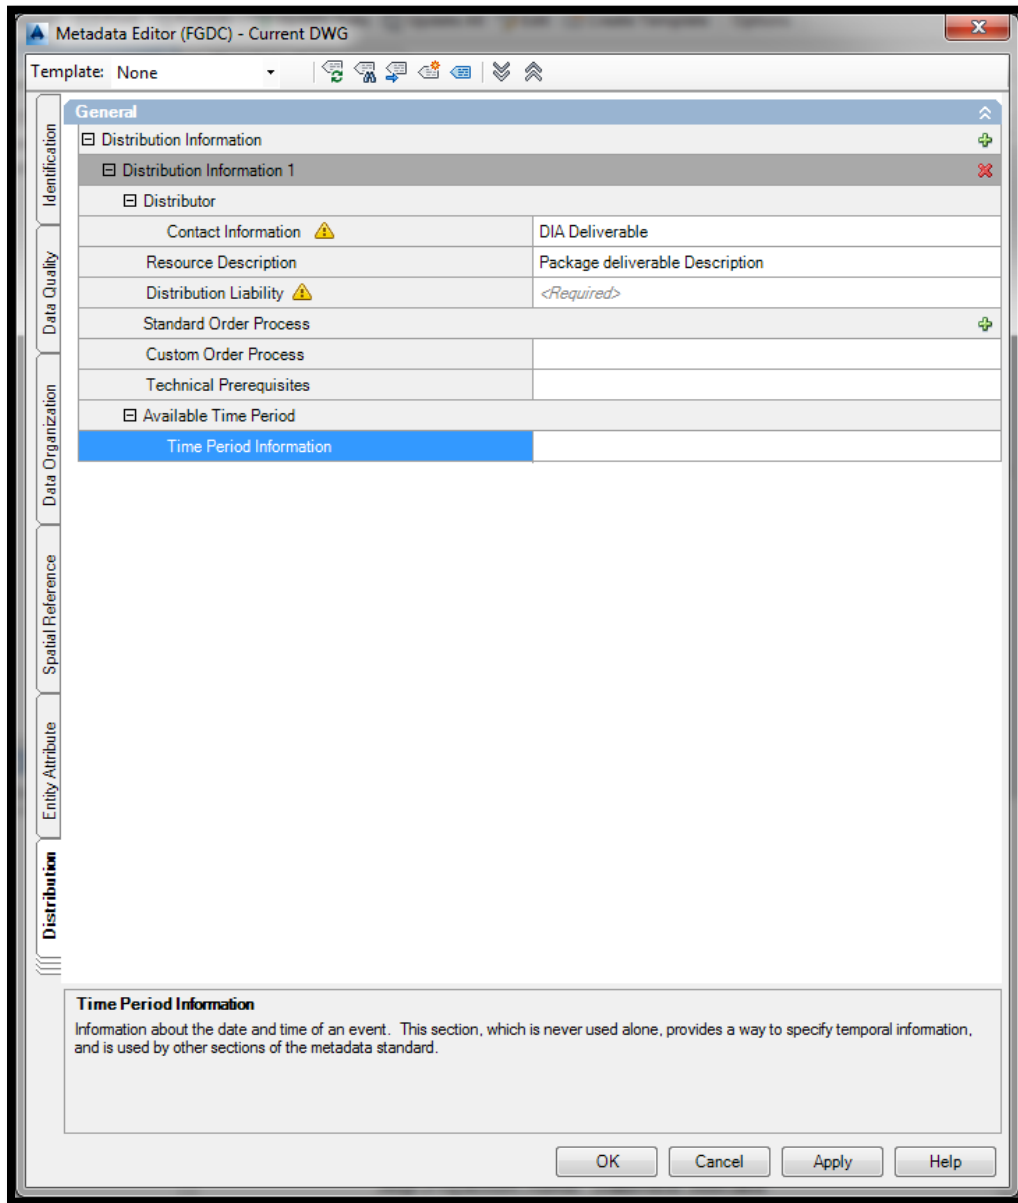 Metadata Editor (FGDC) - Current DWG
Template: None
General
Distribution Information
Distribution Information 1
Distributor
Contact Information
DIA Deliverable
Resource Description
Package deliverable Description
Distribution Liability
<Required>
Standard Order Process
Custom Order Process
Technical Prerequisites
Available Time Period
Time Period Information
Identification
Data Quality
Data Organization
Spatial Reference
Entity Attribute
Distribution
Time Period Information
Information about the date and time of an event.  This section, which is never used alone, provides a way to specify temporal information,
and is used by other sections of the metadata standard.
OK
Cancel
Apply
Help